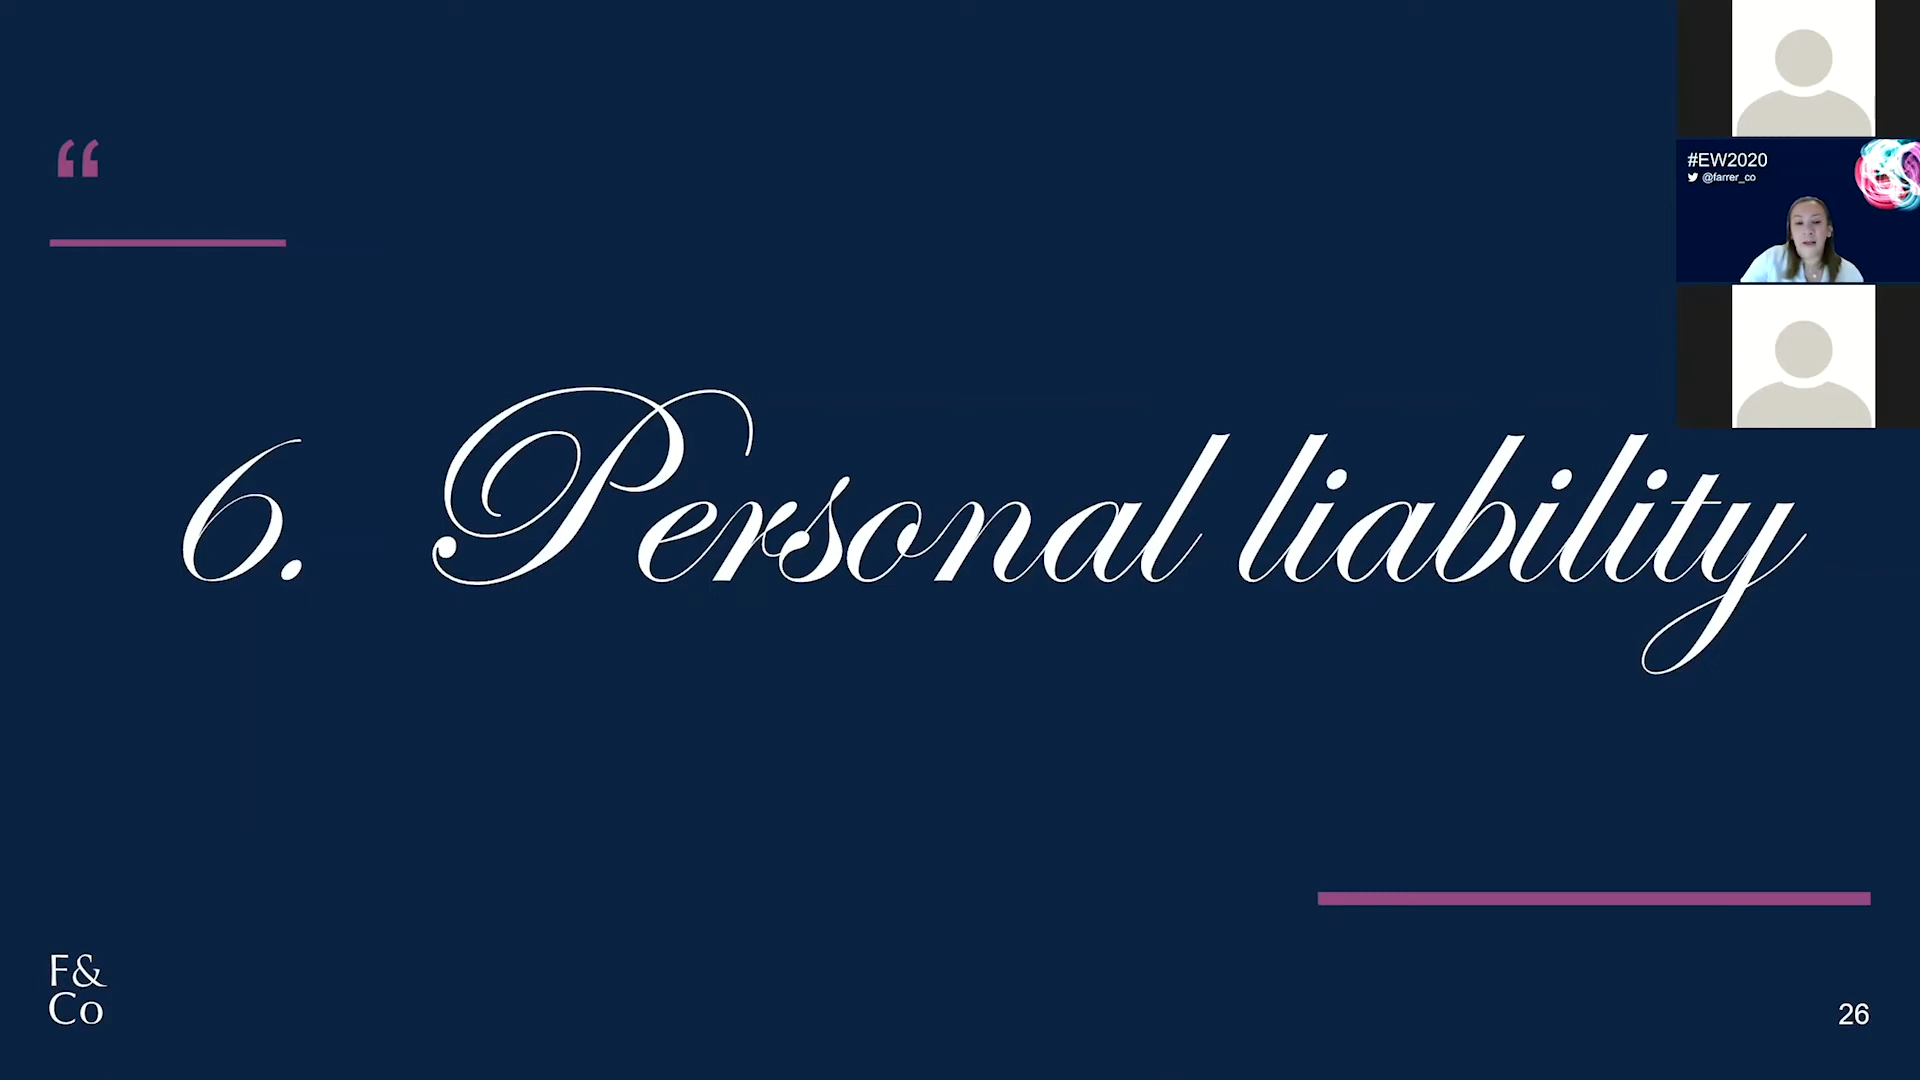 “
#EW2020
@farrer_co
6. Personal liability
F&
Co
26